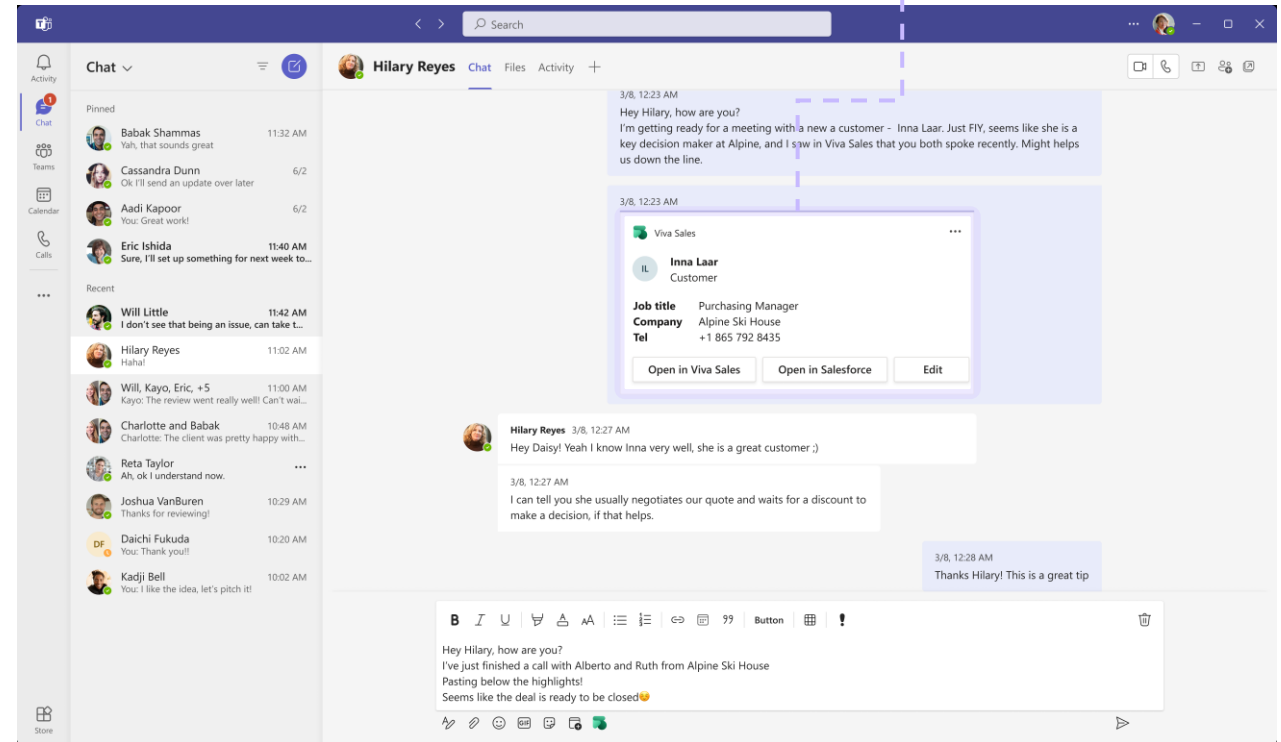 Search
Activity
Chat
Teams
Calendar
Calls
Store
1
Chat
Pinned
Babak Shammas 11:32 AM
Yah, that sounds great
Cassandra Dunn 6/2
Ok I'll send an update over later
Aadi Kapoor 6/2
You: Great work!
Eric Ishida 11:40 AM
Sure, I'll set up something for next week to...
Recent
Will Little 11:42 AM
I don't see that being an issue, can take t...
Hilary Reyes 11:02 AM
Haha!
Will, Kayo, Eric, +5 11:00 AM
Kayo: The review went really well! Can't wai...
Charlotte and Babak 10:48 AM
Charlotte: The client was pretty happy with...
Reta Taylor ...
Ah, ok I understand now.
Joshua VanBuren 10:29 AM
Thanks for reviewing!
DF
Daichi Fukuda 10:20 AM
You: Thank you!!
Kadji Bell 10:02 AM
You: I like the idea, let's pitch it!
Hilary Reyes Chat Files Activity +
3/8, 12:23 AM
Hey Hilary, how are you?
I'm getting ready for a meeting with a new a customer - Inna Laar. Just FIY, seems like she is a
key decision maker at Alpine, and I saw in Viva Sales that you both spoke recently. Might helps
us down the line.
3/8, 12:23 AM
Viva Sales ...
IL
Inna Laar
Customer
Job title Purchasing Manager
Company Alpine Ski House
Tel +1 865 792 8435
Open in Viva Sales Open in Salesforce Edit
Hilary Reyes 3/8, 12:27 AM
Hey Daisy! Yeah I know Inna very well, she is a great customer ;)
3/8, 12:27 AM
I can tell you she usually negotiates our quote and waits for a discount to
make a decision, if that helps.
3/8, 12:28 AM
Thanks Hilary! This is a great tip
B I U AA Button
Hey Hilary, how are you?
I've just finished a call with Alberto and Ruth from Alpine Ski House
Pasting below the highlights!
Seems like the deal is ready to be closed😏
GIF